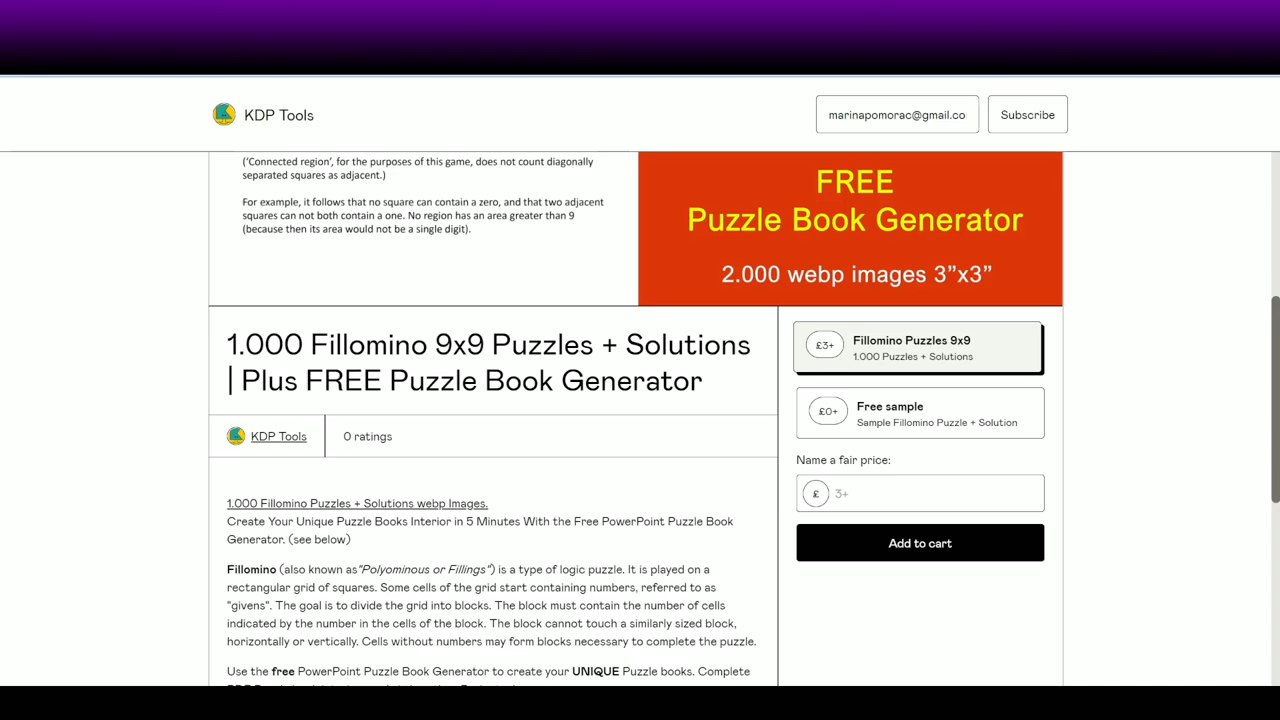 KDP Tools
marinapomorac@gmail.co
Subscribe
('Connected region', for the purposes of this game, does not count diagonally
separated squares as adjacent.)
For example, it follows that no square can contain a zero, and that two adjacent
squares can not both contain a one. No region has an area greater than 9
(because then its area would not be a single digit).
FREE
Puzzle Book Generator
2.000 webp images 3”x3”
1.000 Fillomino 9x9 Puzzles + Solutions
| Plus FREE Puzzle Book Generator
KDP Tools
0 ratings
1.000 Fillomino Puzzles + Solutions webp Images.
Create Your Unique Puzzle Books Interior in 5 Minutes With the Free PowerPoint Puzzle Book
Generator. (see below)
Fillomino (also known as"Polyominous or Fillings") is a type of logic puzzle. It is played on a
rectangular grid of squares. Some cells of the grid start containing numbers, referred to as
"givens". The goal is to divide the grid into blocks. The block must contain the number of cells
indicated by the number in the cells of the block. The block cannot touch a similarly sized block,
horizontally or vertically. Cells without numbers may form blocks necessary to complete the puzzle.
Use the free PowerPoint Puzzle Book Generator to create your UNIQUE Puzzle books. Complete
£3+
Fillomino Puzzles 9x9
1.000 Puzzles + Solutions
£0+
Free sample
Sample Fillomino Puzzle + Solution
Name a fair price:
£ 3+
Add to cart